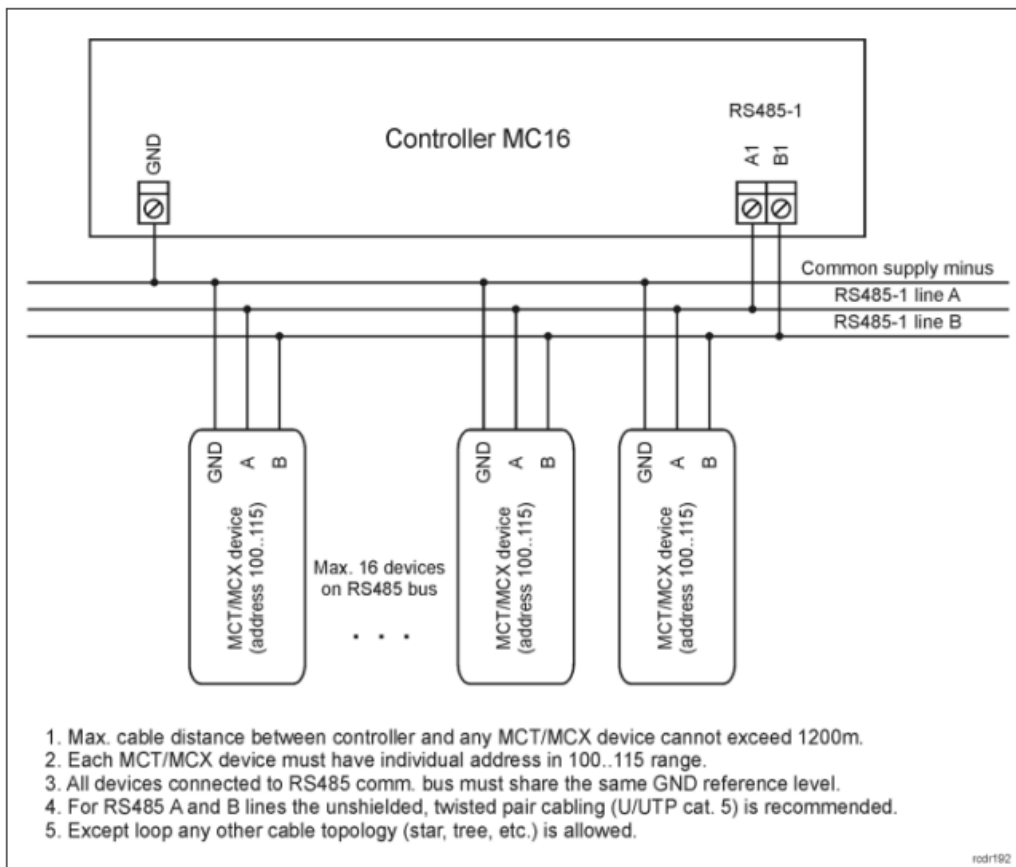 RS485-1
Controller MC16
GND
A1
B1
Common supply minus
RS485-1 line A
RS485-1 line B
GND
A
B
MCT/MCX device
(address 100..115)
Max. 16 devices
on RS485 bus
. . .
GND
A
B
MCT/MCX device
(address 100..115)
GND
A
B
MCT/MCX device
(address 100..115)
1. Max. cable distance between controller and any MCT/MCX device cannot exceed 1200m.
2. Each MCT/MCX device must have individual address in 100..115 range.
3. All devices connected to RS485 comm. bus must share the same GND reference level.
4. For RS485 A and B lines the unshielded, twisted pair cabling (U/UTP cat. 5) is recommended.
5. Except loop any other cable topology (star, tree, etc.) is allowed.
rcdr192